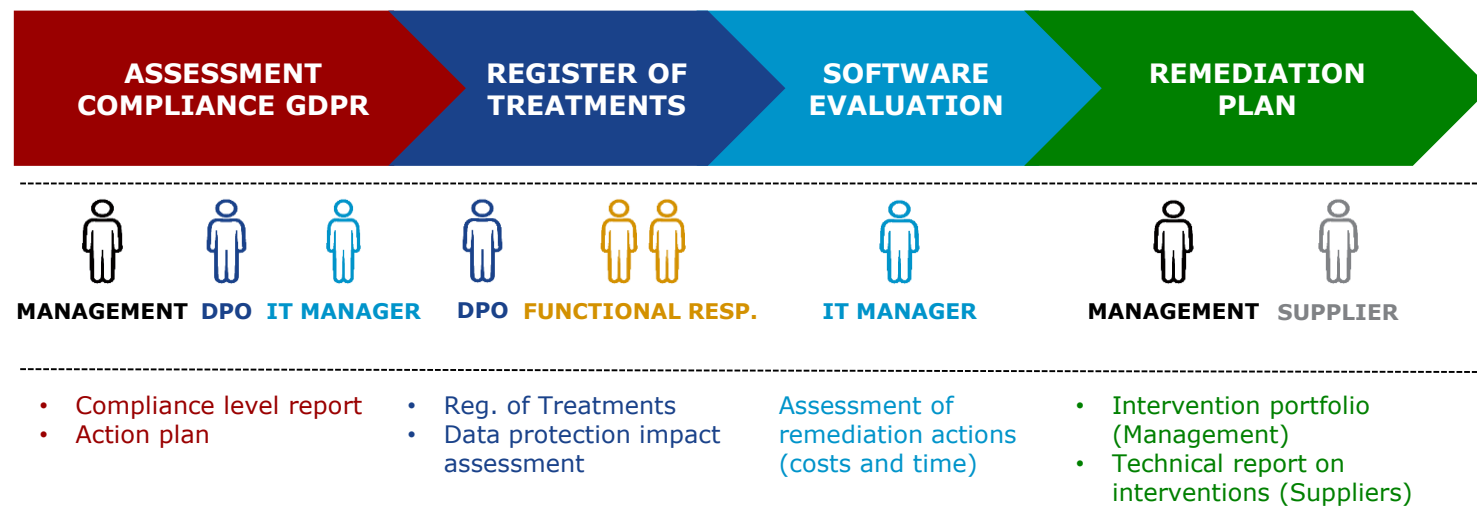 ASSESSMENT
COMPLIANCE GDPR
REGISTER OF
TREATMENTS
SOFTWARE
EVALUATION
REMEDIATION
PLAN
MANAGEMENT
DPO
IT MANAGER
DPO
FUNCTIONAL RESP.
IT MANAGER
MANAGEMENT
SUPPLIER
• Compliance level report
• Action plan
• Reg. of Treatments
• Data protection impact
assessment
Assessment of
remediation actions
(costs and time)
• Intervention portfolio
(Management)
• Technical report on
interventions (Suppliers)